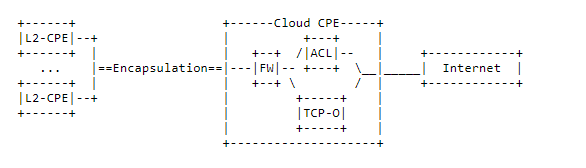 +------+                      +------Cloud CPE-----+
|L2-CPE|--+                   |           +---+    |
+------+  |                   |   +--+  /|ACL|--   |     +------------+
   ...    |==Encapsulation==|---|FW|-- +---+  \__|_____|  Internet  |
+------+  |                   |   +--+ \        /  |     +------------+
|L2-CPE|--+                   |          +-----+   |
+------+                      |          |TCP-O|   |
                              |          +-----+   |
                              +--------------------+